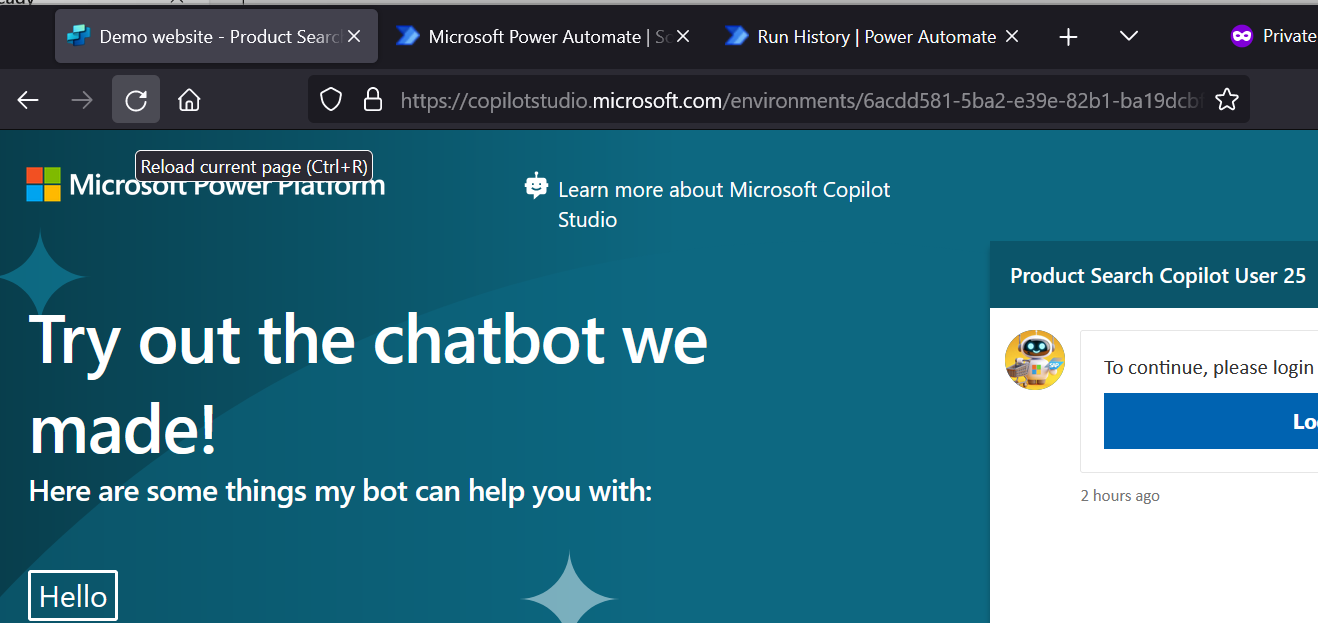 Demo website - Product Search
Microsoft Power Automate | Sc
Run History | Power Automate
Private
https://copilotstudio.microsoft.com/environments/6acdd581-5ba2-e39e-82b1-ba19dcbf
Reload current page (Ctrl+R)
Microsoft Power Platform
Learn more about Microsoft Copilot
Studio
Product Search Copilot User 25
Try out the chatbot we
made!
To continue, please login
Lo
Here are some things my bot can help you with:
2 hours ago
Hello